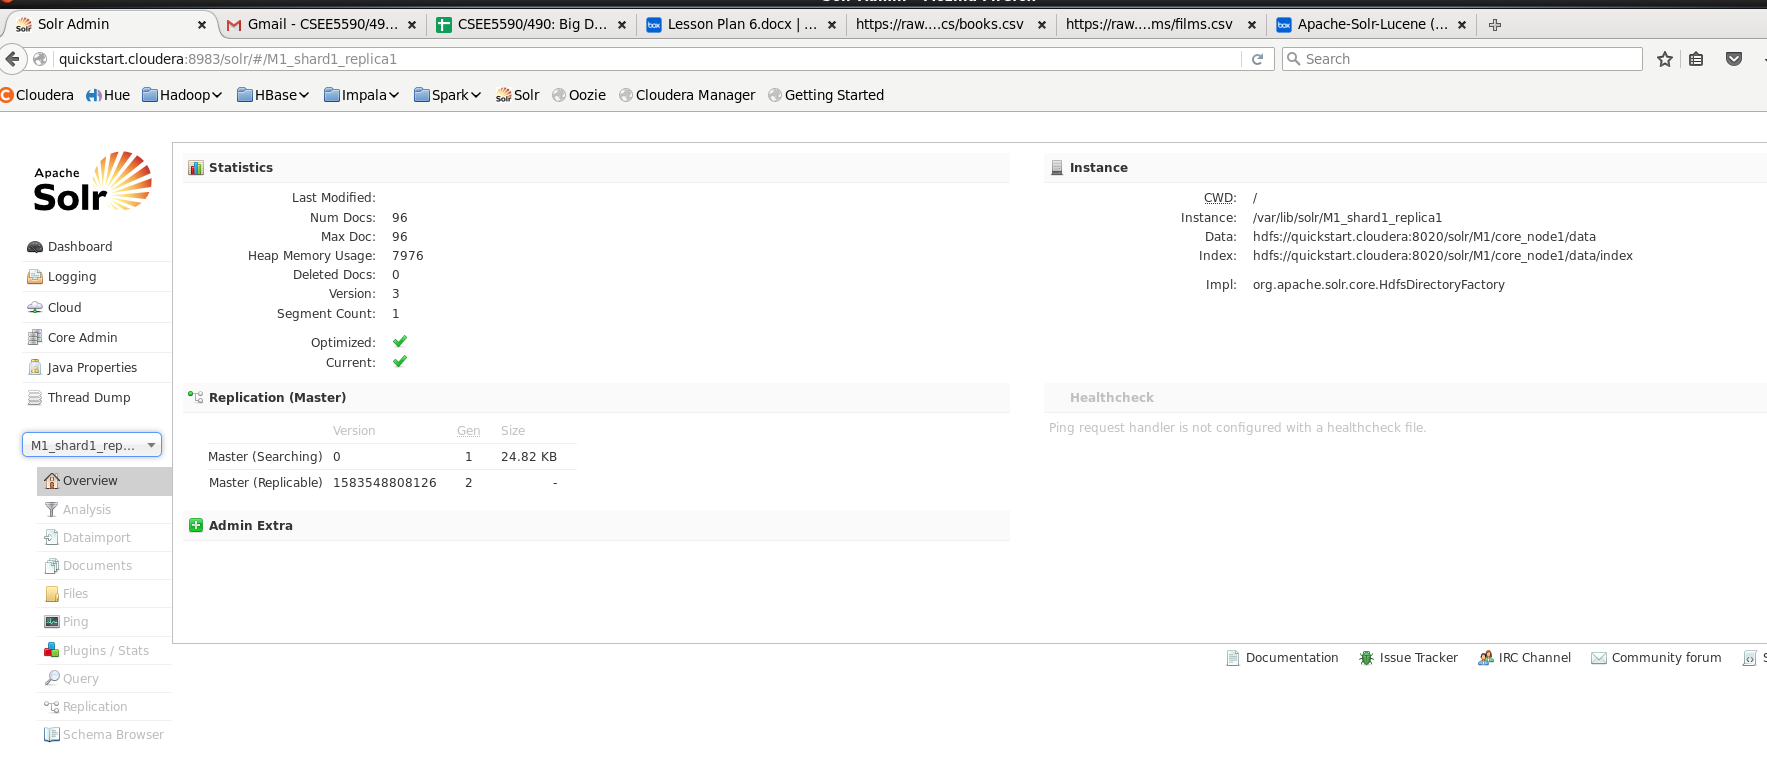 Solr Admin
Gmail - CSEE5590/49...
CSEE5590/490: Big D...
Lesson Plan 6.docx | ...
https://raw....cs/books.csv
https://raw....ms/films.csv
Apache-Solr-Lucene (...
quickstart.cloudera:8983/solr/#/M1_shard1_replica1
Search
Cloudera Hue Hadoop HBase Impala Spark Solr Oozie Cloudera Manager Getting Started
Apache
Solr
Dashboard
Logging
Cloud
Core Admin
Java Properties
Thread Dump
M1_shard1_rep...
Overview
Analysis
Dataimport
Documents
Files
Ping
Plugins / Stats
Query
Replication
Schema Browser
Statistics
Last Modified:
Num Docs: 96
Max Doc: 96
Heap Memory Usage: 7976
Deleted Docs: 0
Version: 3
Segment Count: 1
Optimized:
Current:
Instance
CWD: /
Instance: /var/lib/solr/M1_shard1_replica1
Data: hdfs://quickstart.cloudera:8020/solr/M1/core_node1/data
Index: hdfs://quickstart.cloudera:8020/solr/M1/core_node1/data/index
Impl: org.apache.solr.core.HdfsDirectoryFactory
Replication (Master)
Version Gen Size
Master (Searching) 0 1 24.82 KB
Master (Replicable) 1583548808126 2 -
Healthcheck
Ping request handler is not configured with a healthcheck file.
Admin Extra
Documentation Issue Tracker IRC Channel Community forum